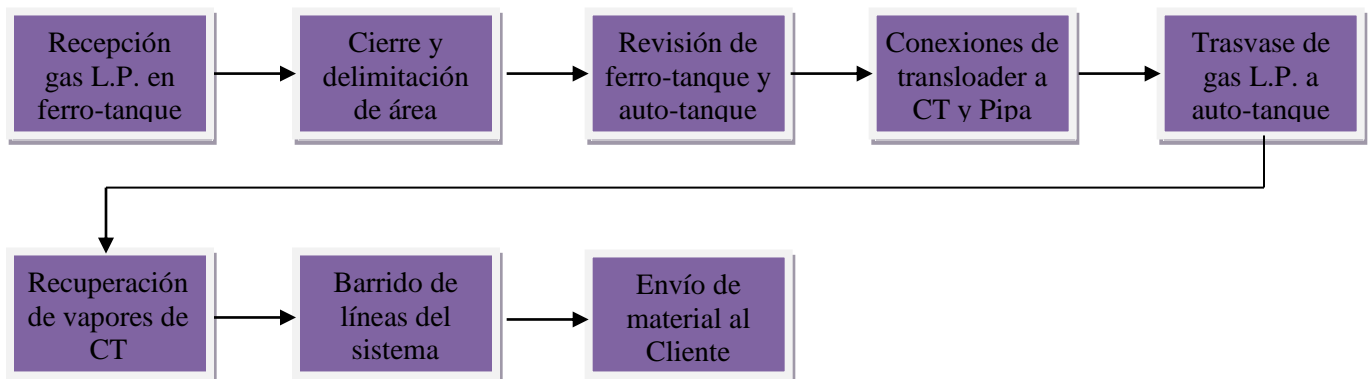 Recepción
gas L.P. en
ferro-tanque
Cierre y
delimitación
de área
Revisión de
ferro-tanque y
auto-tanque
Conexiones de
transloader a
CT y Pipa
Trasvase de
gas L.P. a
auto-tanque
Recuperación
de vapores de
CT
Barrido de
líneas del
sistema
Envío de
material al
Cliente